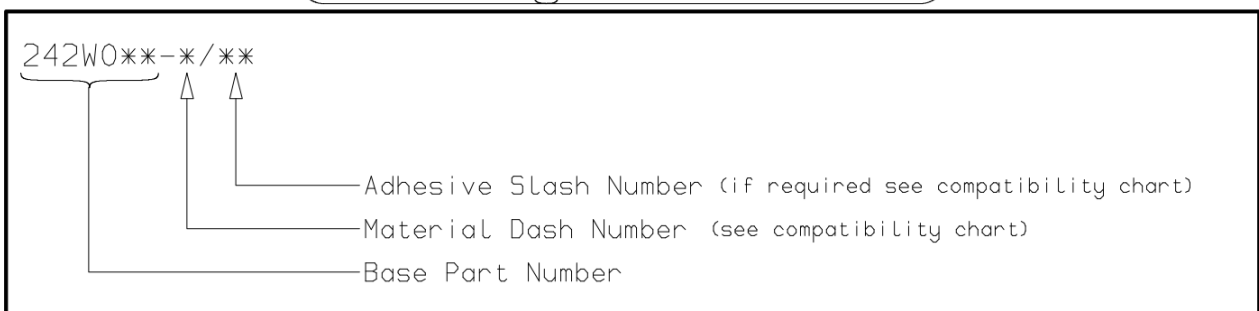 242W0**-*/**
Adhesive Slash Number (if required see compatibility chart)
Material Dash Number (see compatibility chart)
Base Part Number